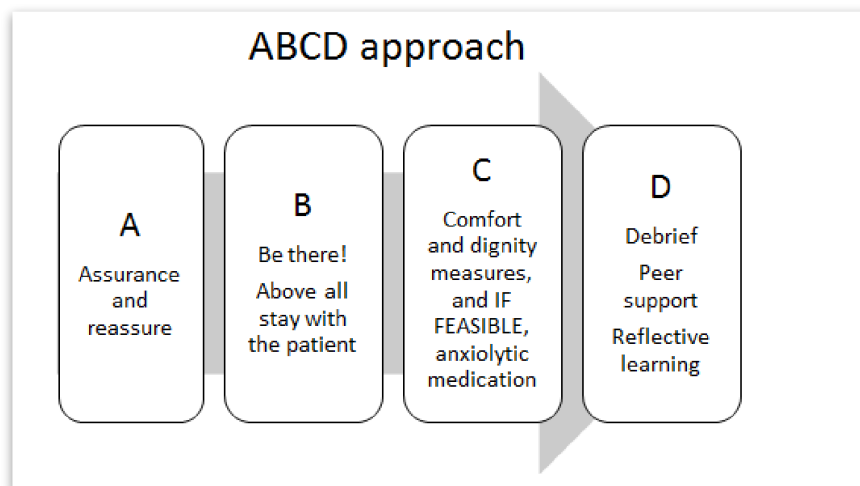 ABCD approach
A
Assurance
and
reassure
B
Be there!
Above all
stay with
the patient
C
Comfort
and dignity
measures,
and IF
FEASIBLE,
anxiolytic
medication
D
Debrief
Peer
support
Reflective
learning